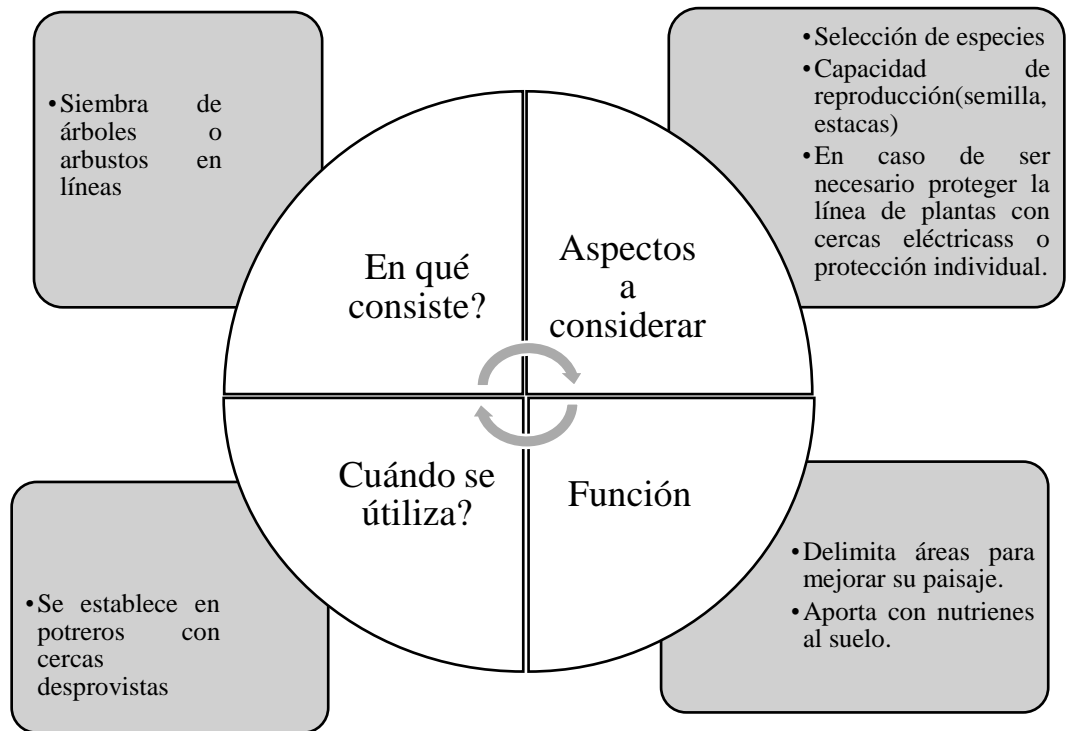 •Siembra de
árboles o
arbustos en
líneas
En qué
consiste?
•Selección de especies
•Capacidad de
reproducción(semilla,
estacas)
•En caso de ser
necesario proteger la
línea de plantas con
cercas eléctricass o
protección individual.
Aspectos
a
considerar
Cuándo se
útiliza?
•Se establece en
potreros con
cercas
desprovistas
Función
•Delimita áreas para
mejorar su paisaje.
•Aporta con nutrienes
al suelo.